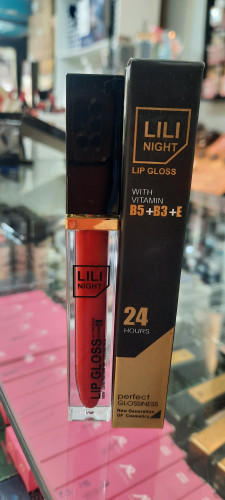 LILI
NIGHT
LIP GLOSS
WITH
VITAMIN
B5+B3+E
24
HOURS
perfect
GLOSSINESS
New Generation
OF Cosmetics
LILI
NIGHT
LIP GLOSS